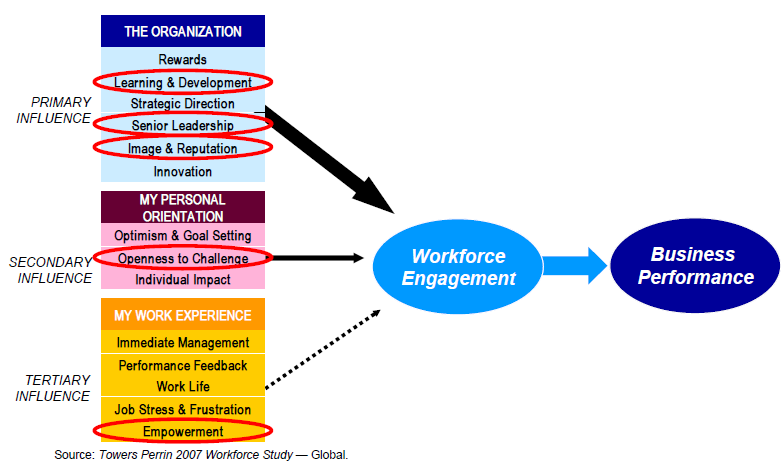 THE ORGANIZATION
Rewards
Learning & Development
Strategic Direction
Senior Leadership
Image & Reputation
Innovation
PRIMARY
INFLUENCE
MY PERSONAL
ORIENTATION
Optimism & Goal Setting
Openness to Challenge
Individual Impact
SECONDARY
INFLUENCE
MY WORK EXPERIENCE
Immediate Management
Performance Feedback
Work Life
Job Stress & Frustration
Empowerment
TERTIARY
INFLUENCE
Workforce
Engagement
Business
Performance
Source: Towers Perrin 2007 Workforce Study — Global.